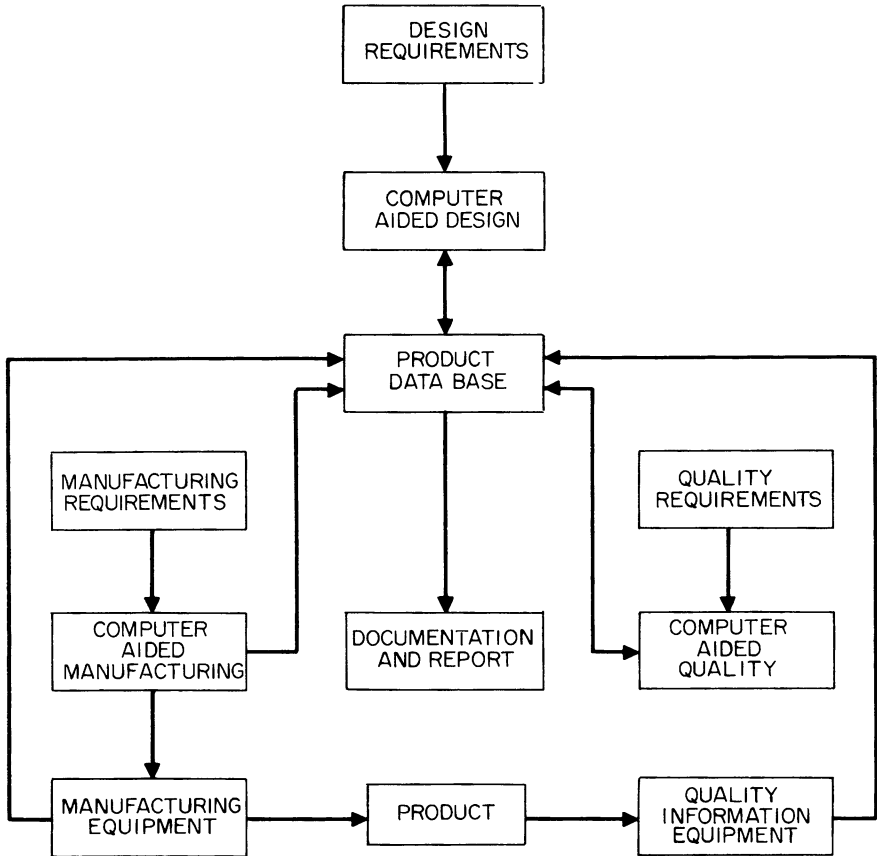 DESIGN
REQUIREMENTS
COMPUTER
AIDED DESIGN
PRODUCT
DATA BASE
MANUFACTURING
REQUIREMENTS
QUALITY
REQUIREMENTS
COMPUTER
AIDED
MANUFACTURING
DOCUMENTATION
AND REPORT
COMPUTER
AIDED
QUALITY
MANUFACTURING
EQUIPMENT
PRODUCT
QUALITY
INFORMATION
EQUIPMENT